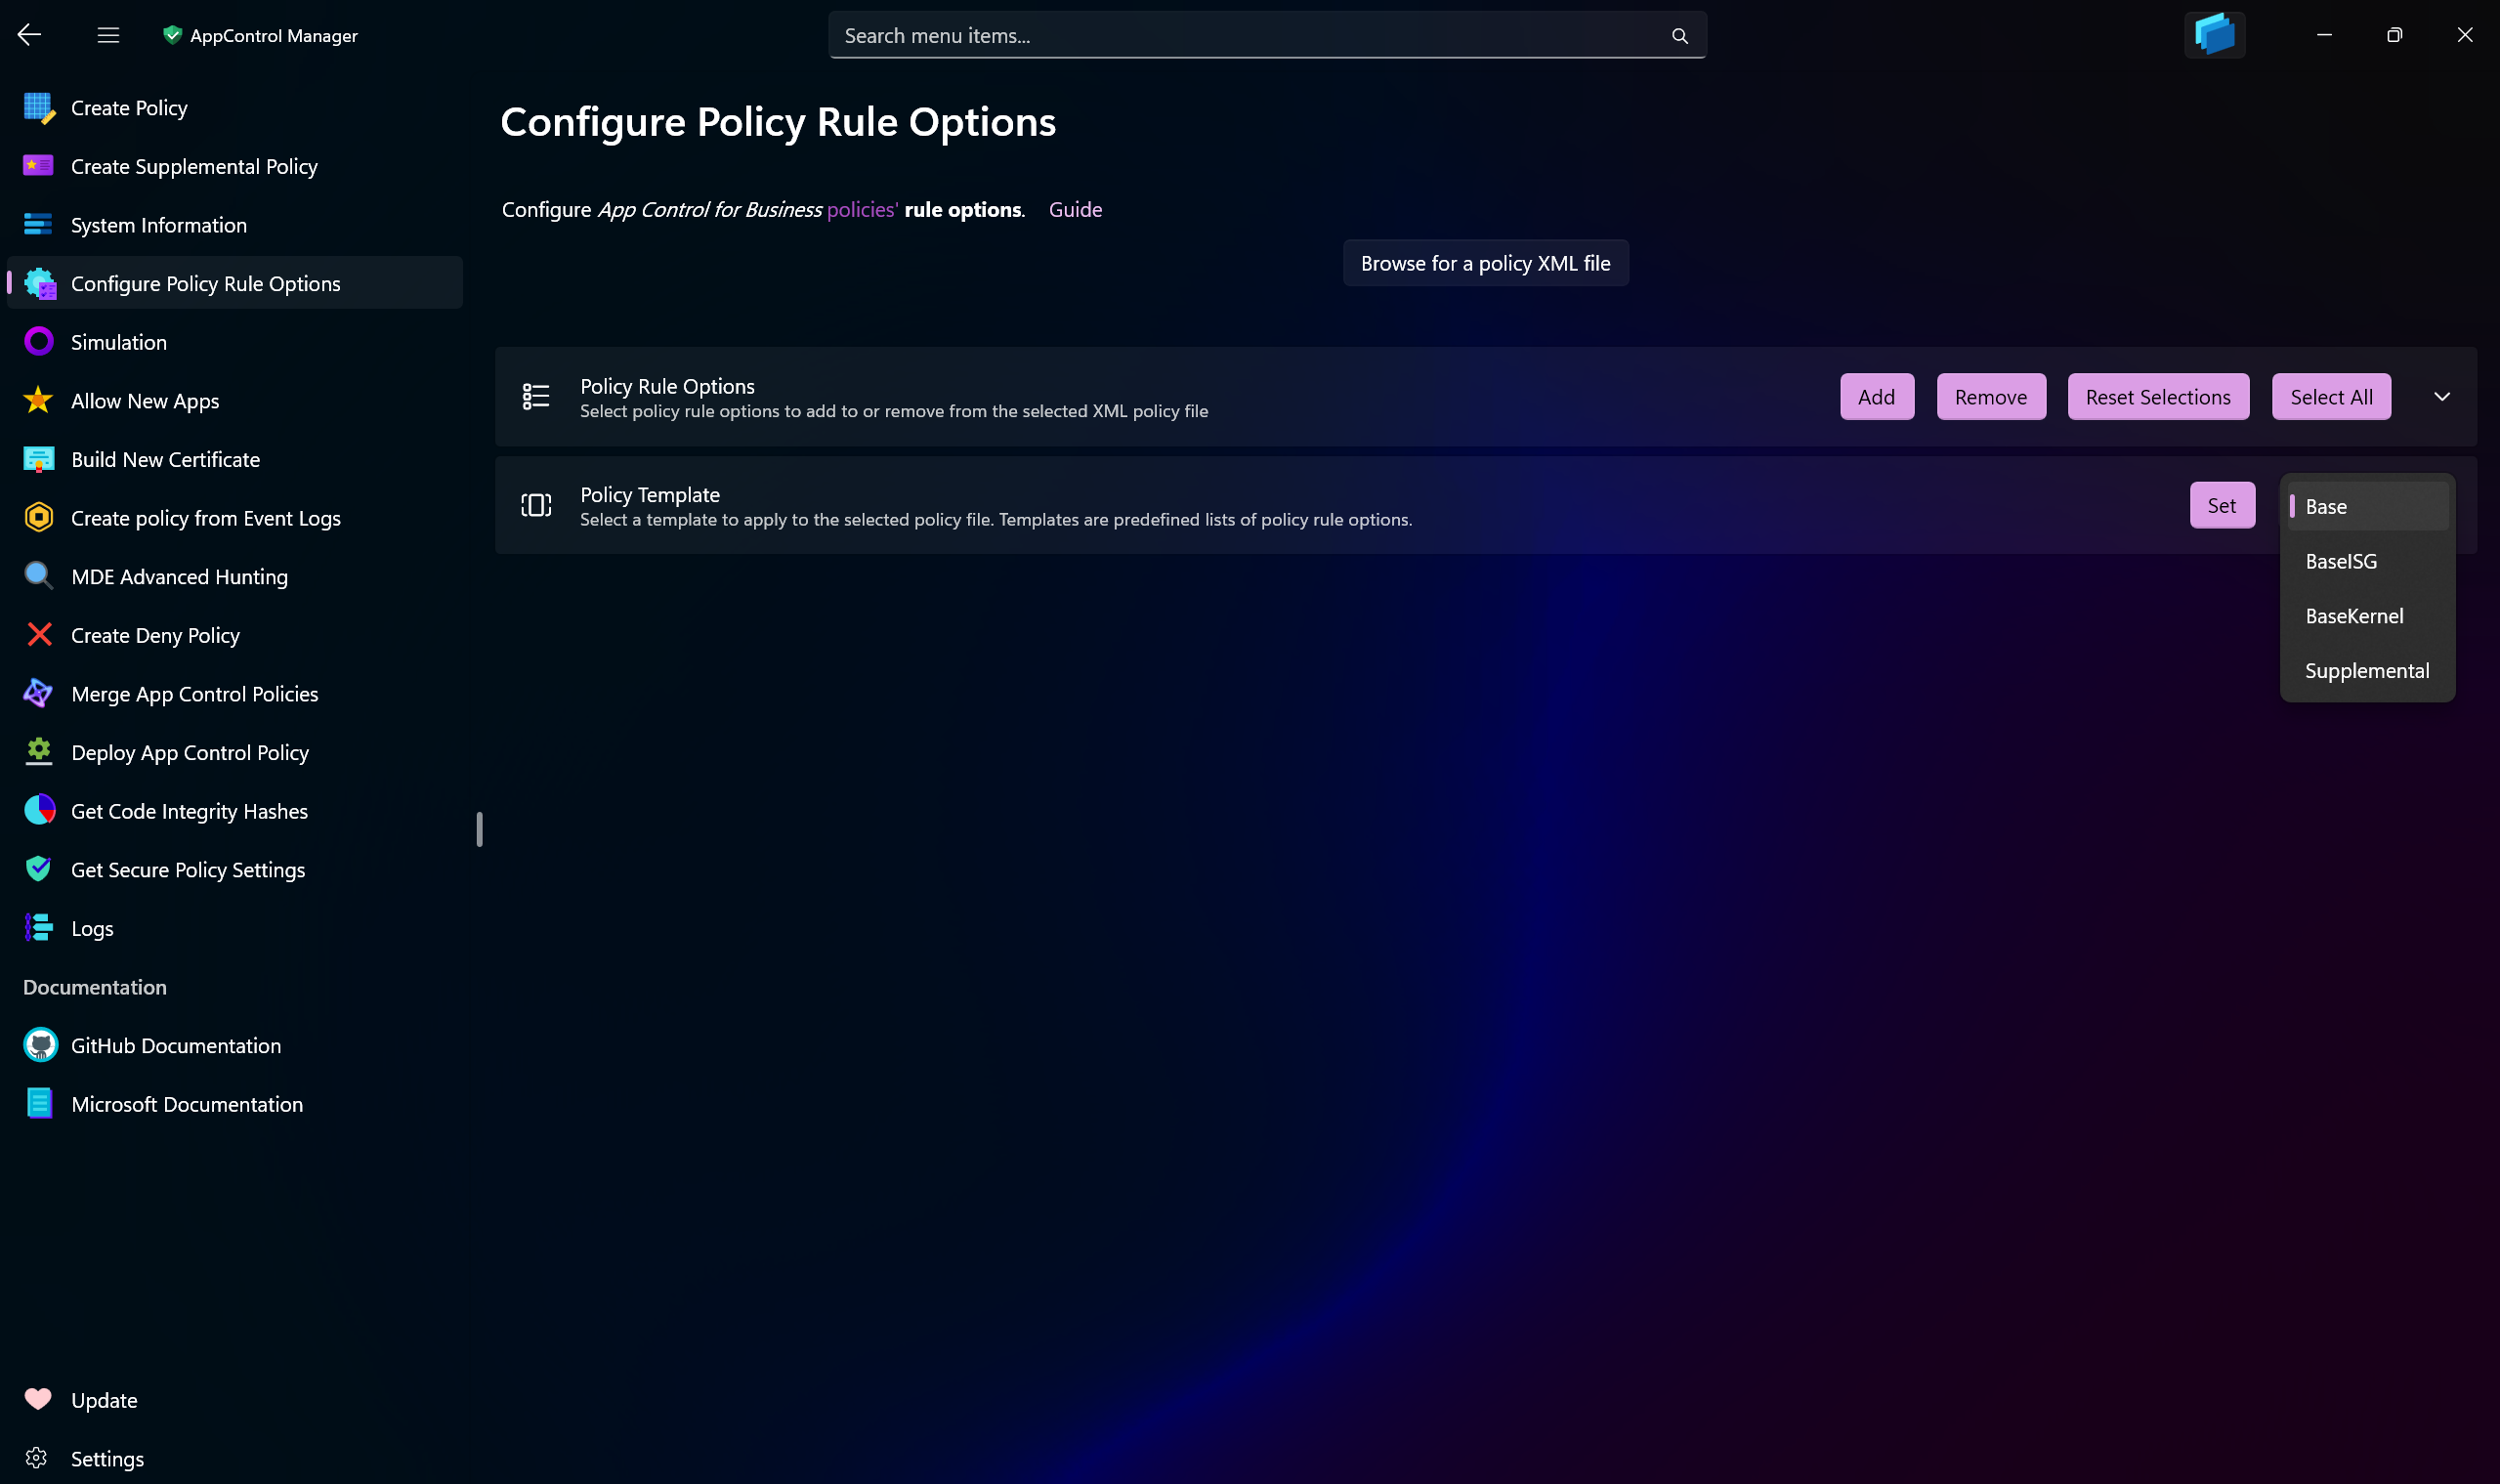 AppControl Manager
Search menu items...
Create Policy
Create Supplemental Policy
System Information
Configure Policy Rule Options
Simulation
Allow New Apps
Build New Certificate
Create policy from Event Logs
MDE Advanced Hunting
Create Deny Policy
Merge App Control Policies
Deploy App Control Policy
Get Code Integrity Hashes
Get Secure Policy Settings
Logs
Documentation
GitHub Documentation
Microsoft Documentation
Update
Settings
Configure Policy Rule Options
Configure App Control for Business policies' rule options. Guide
Browse for a policy XML file
Policy Rule Options
Select policy rule options to add to or remove from the selected XML policy file
Add Remove Reset Selections Select All
Policy Template
Select a template to apply to the selected policy file. Templates are predefined lists of policy rule options.
Set
Base
BaseISG
BaseKernel
Supplemental